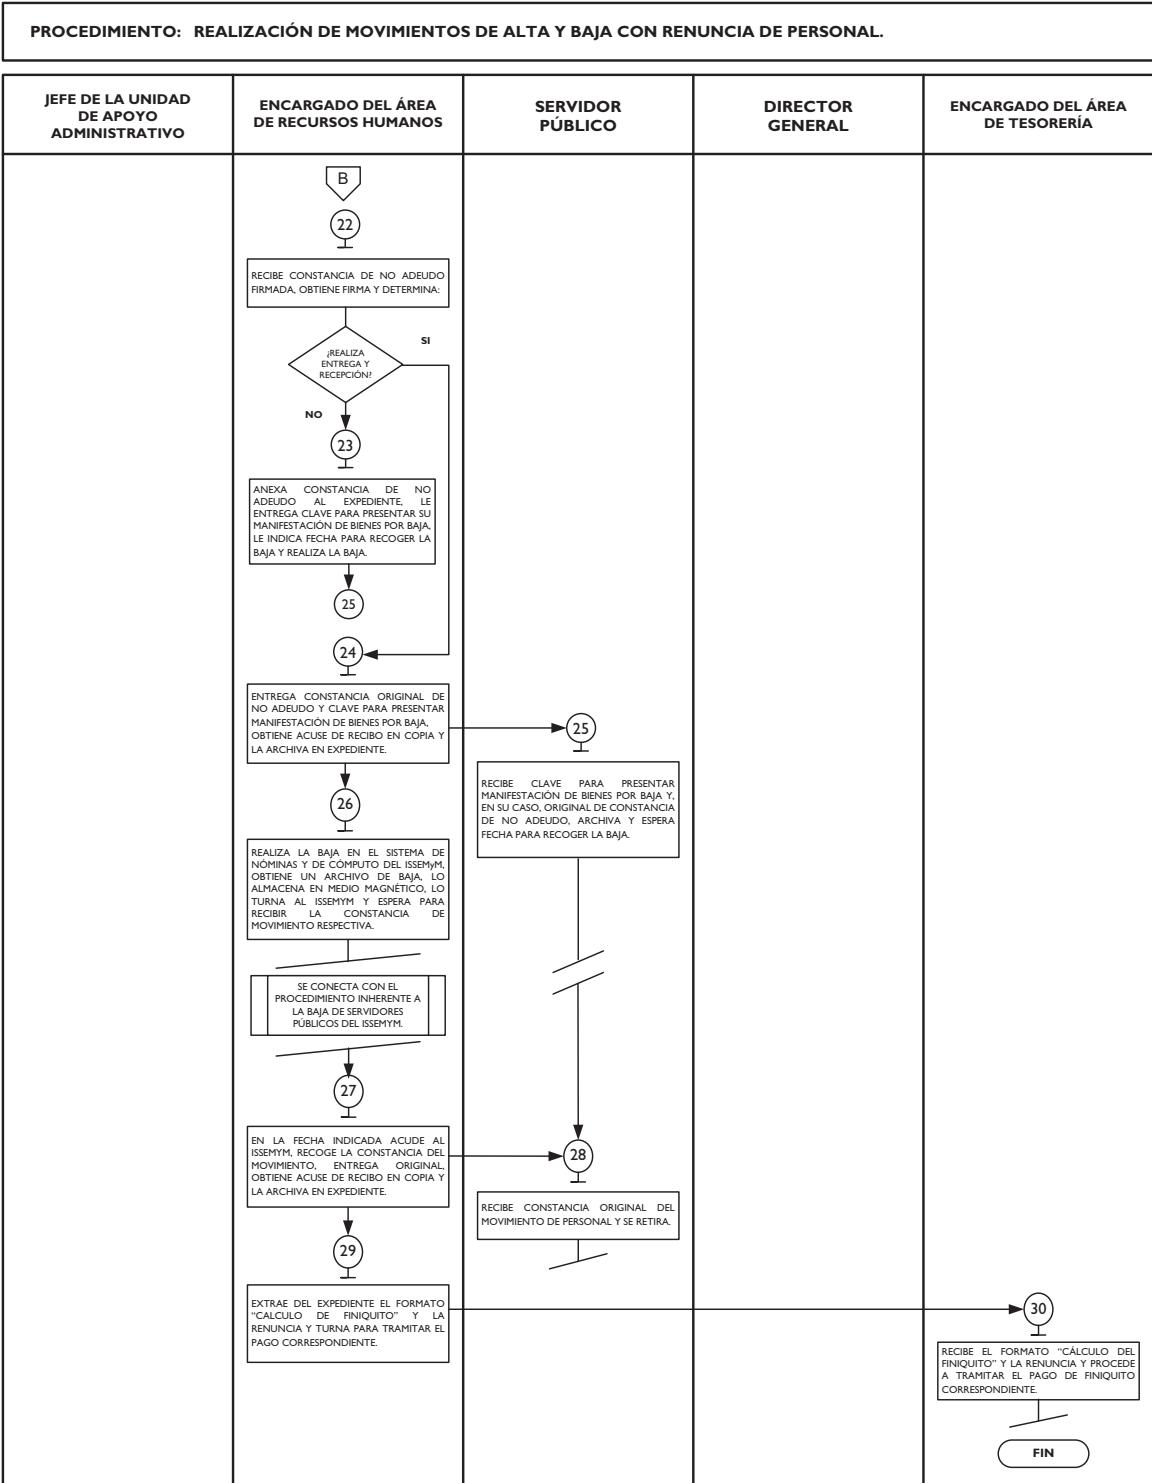 PROCEDIMIENTO: REALIZACIÓN DE MOVIMIENTOS DE ALTA Y BAJA CON RENUNCIA DE PERSONAL.
JEFE DE LA UNIDAD
DE APOYO
ADMINISTRATIVO
ENCARGADO DEL ÁREA
DE RECURSOS HUMANOS
SERVIDOR
PÚBLICO
DIRECTOR
GENERAL
ENCARGADO DEL ÁREA
DE TESORERÍA
B
22
RECIBE CONSTANCIA DE NO ADEUDO
FIRMADA, OBTIENE FIRMA Y DETERMINA:
SI
¿REALIZA
ENTREGA Y
RECEPCIÓN?
NO
23
ANEXA CONSTANCIA DE NO
ADEUDO AL EXPEDIENTE, LE
ENTREGA CLAVE PARA PRESENTAR SU
MANIFESTACIÓN DE BIENES POR BAJA,
LE INDICA FECHA PARA RECOGER LA
BAJA Y REALIZA LA BAJA.
25
24
ENTREGA CONSTANCIA ORIGINAL DE
NO ADEUDO Y CLAVE PARA PRESENTAR
MANIFESTACIÓN DE BIENES POR BAJA,
OBTIENE ACUSE DE RECIBO EN COPIA Y
LA ARCHIVA EN EXPEDIENTE.
25
RECIBE CLAVE PARA PRESENTAR
MANIFESTACIÓN DE BIENES POR BAJA Y,
EN SU CASO, ORIGINAL DE CONSTANCIA
DE NO ADEUDO, ARCHIVA Y ESPERA
FECHA PARA RECOGER LA BAJA.
26
REALIZA LA BAJA EN EL SISTEMA DE
NÓMINAS Y DE CÓMPUTO DEL ISSEMyM,
OBTIENE UN ARCHIVO DE BAJA, LO
ALMACENA EN MEDIO MAGNÉTICO, LO
TURNA AL ISSEMYM Y ESPERA PARA
RECIBIR LA CONSTANCIA DE
MOVIMIENTO RESPECTIVA.
SE CONECTA CON EL
PROCEDIMIENTO INHERENTE A
LA BAJA DE SERVIDORES
PÚBLICOS DEL ISSEMYM.
27
EN LA FECHA INDICADA ACUDE AL
ISSEMYM, RECOGE LA CONSTANCIA DEL
MOVIMIENTO, ENTREGA ORIGINAL,
OBTIENE ACUSE DE RECIBO EN COPIA Y
LA ARCHIVA EN EXPEDIENTE.
28
RECIBE CONSTANCIA ORIGINAL DEL
MOVIMIENTO DE PERSONAL Y SE RETIRA.
29
EXTRAE DEL EXPEDIENTE EL FORMATO
"CALCULO DE FINIQUITO" Y LA
RENUNCIA Y TURNA PARA TRAMITAR EL
PAGO CORRESPONDIENTE.
30
RECIBE EL FORMATO "CÁLCULO DEL
FINIQUITO" Y LA RENUNCIA Y PROCEDE
A TRAMITAR EL PAGO DE FINIQUITO
CORRESPONDIENTE.
FIN